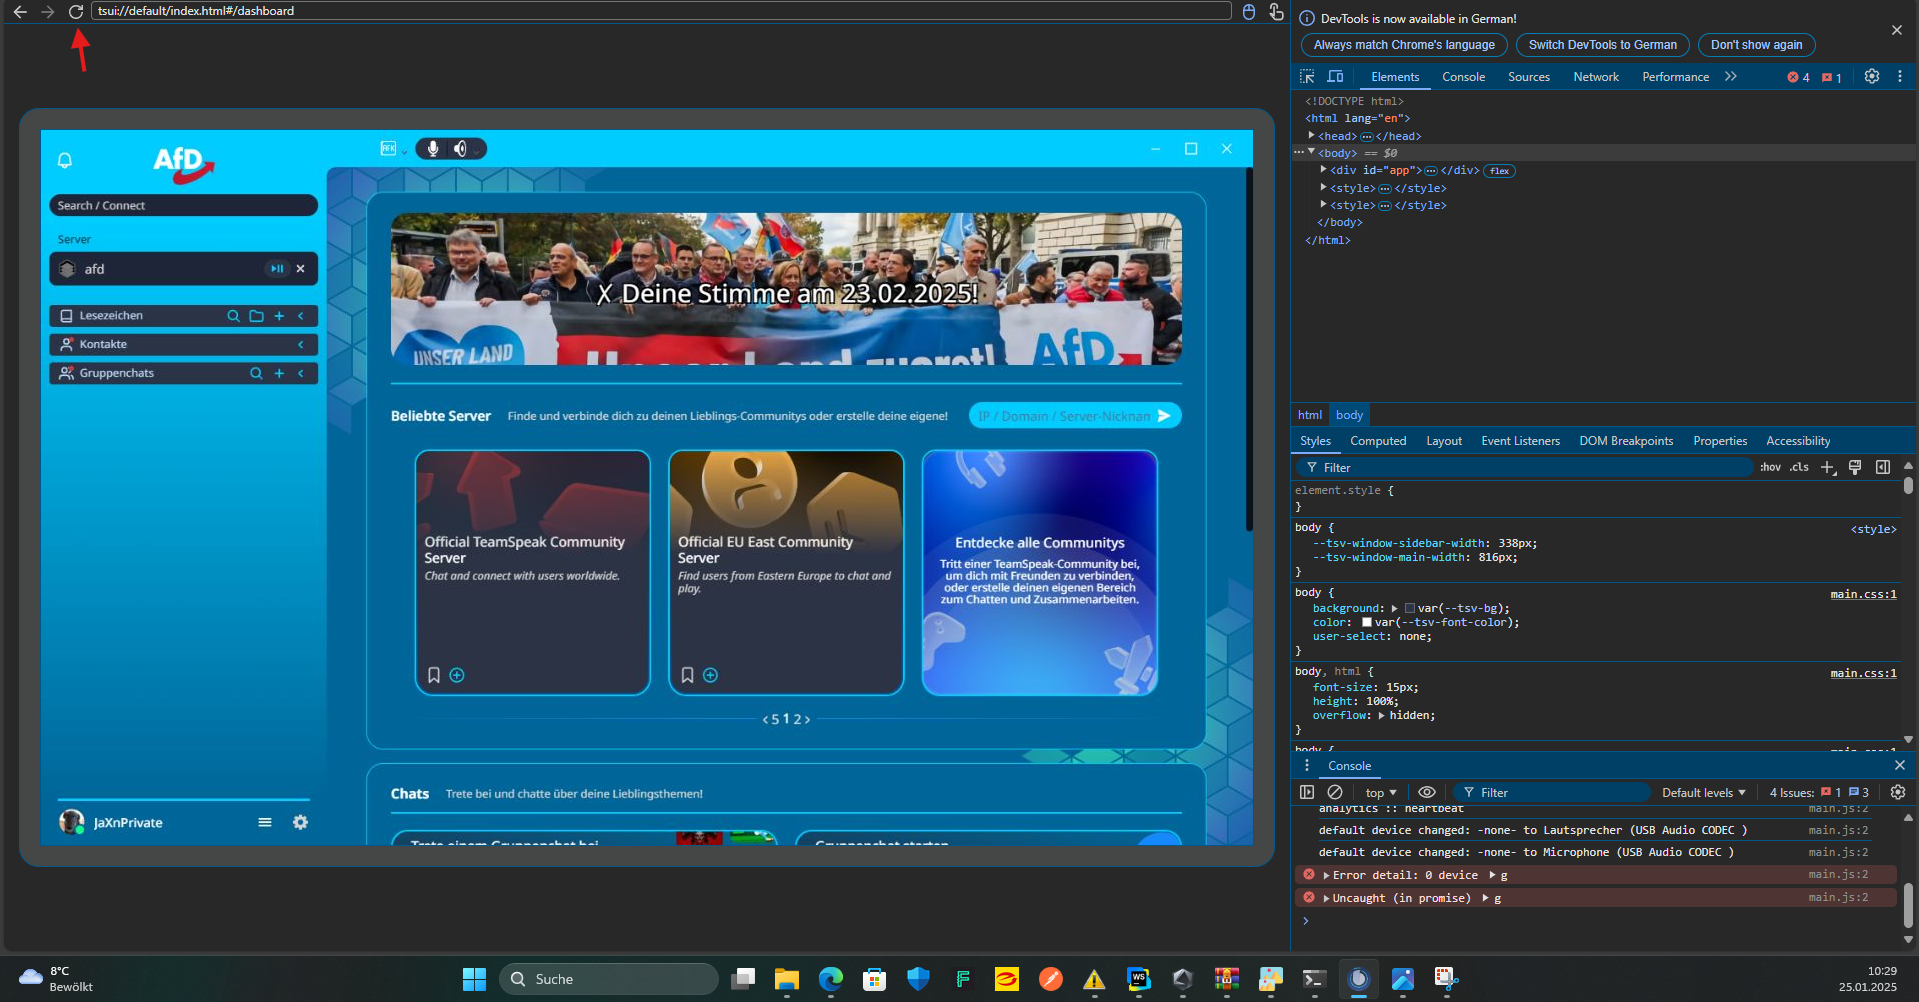 tsui://default/index.html#/dashboard
DevTools is now available in German!
Always match Chrome's language
Switch DevTools to German
Don't show again
Elements
Console
Sources
Network
Performance
4
1
<!DOCTYPE html>
<html lang="en">
<head> </head>
<body> == $0
<div id="app"> </div> flex
<style> </style>
<style> </style>
</body>
</html>
html body
Styles
Computed
Layout
Event Listeners
DOM Breakpoints
Properties
Accessibility
Filter
:hov .cls
element.style {
}
body { <style>
--tsv-window-sidebar-width: 338px;
--tsv-window-main-width: 816px;
}
body { main.css:1
background: var(--tsv-bg);
color: var(--tsv-font-color);
user-select: none;
}
body, html { main.css:1
font-size: 15px;
height: 100%;
overflow: hidden;
}
body {
Console
top
Filter
Default levels
4 Issues: 1 3
analytics :: heartbeat main.js:2
default device changed: -none- to Lautsprecher (USB Audio CODEC ) main.js:2
default device changed: -none- to Microphone (USB Audio CODEC ) main.js:2
Error detail: 0 device g main.js:2
Uncaught (in promise) g main.js:2
AfD
AFK
Search / Connect
Server
afd
Lesezeichen
Kontakte
Gruppenchats
JaXnPrivate
X Deine Stimme am 23.02.2025!
UNSER LAND
Unser Land zuerst!
AfD
Beliebte Server
Finde und verbinde dich zu deinen Lieblings-Communitys oder erstelle deine eigene!
IP / Domain / Server-Nicknan
Official TeamSpeak Community
Server
Chat and connect with users worldwide.
Official EU East Community
Server
Find users from Eastern Europe to chat and
play.
Entdecke alle Communitys
Tritt einer TeamSpeak-Community bei,
um dich mit Freunden zu verbinden,
oder erstelle deinen eigenen Bereich
zum Chatten und Zusammenarbeiten.
< 5 1 2 >
Chats
Trete bei und chatte über deine Lieblingsthemen!
Trete einem Gruppenchat bei
Gruppenchat starten
8°C
Bewölkt
Suche
WS
10:29
25.01.2025